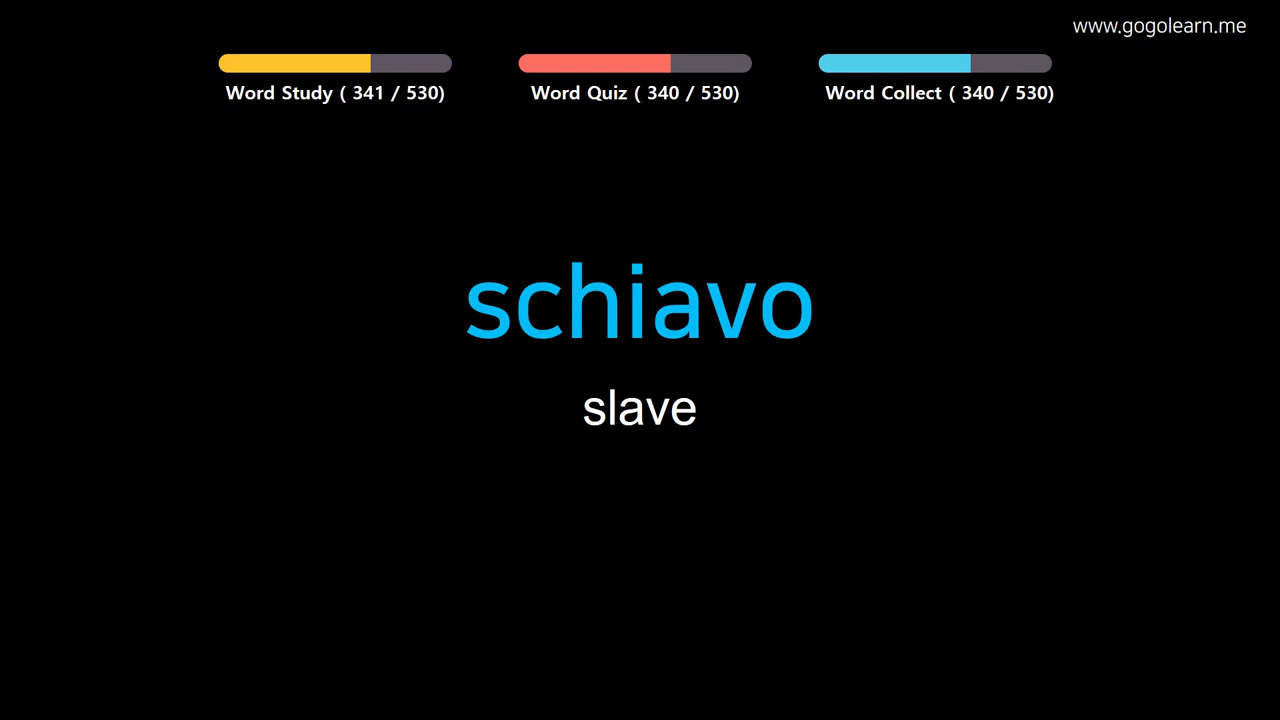 www.gogolearn.me
Word Study ( 341 / 530)
Word Quiz ( 340 / 530)
Word Collect ( 340 / 530)
schiavo
slave